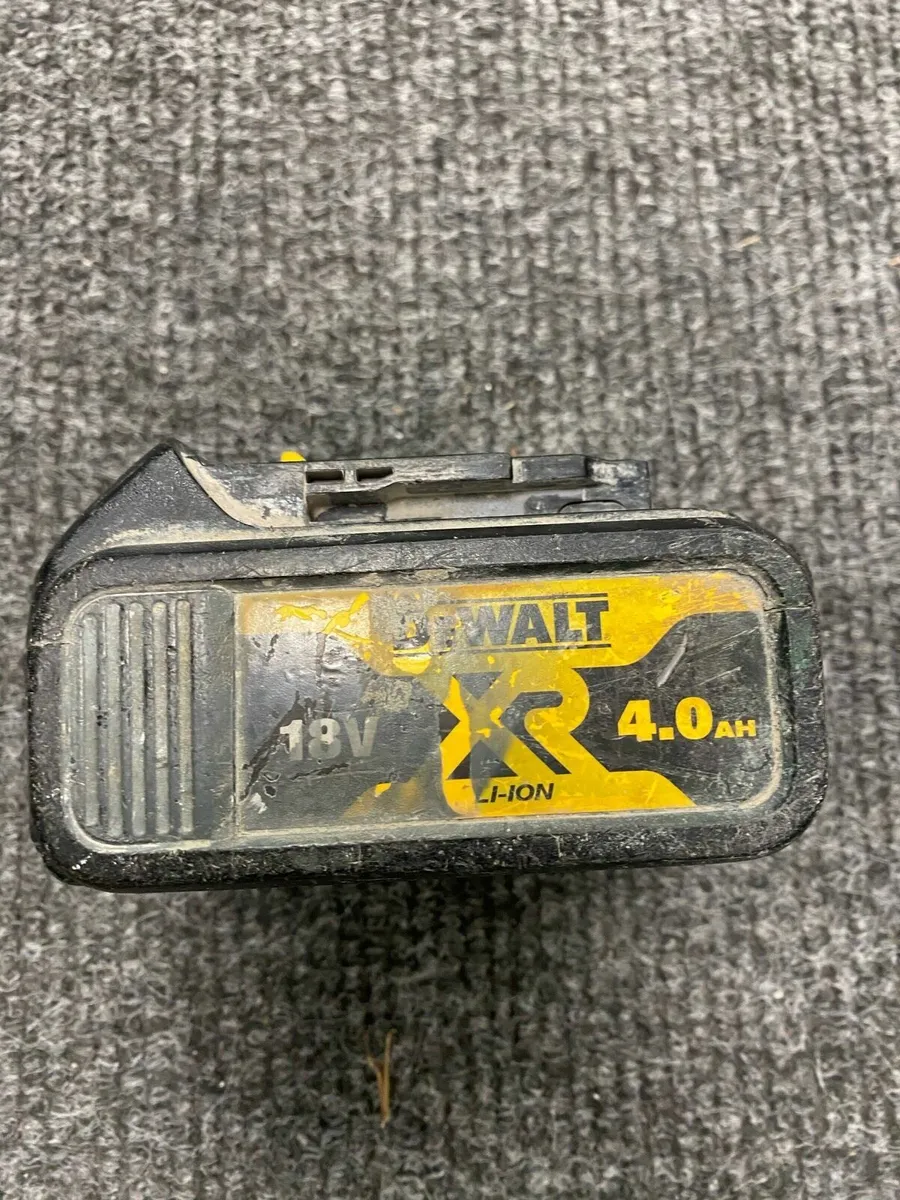 DEWALT
XR
18V
4.0AH
LI-ION